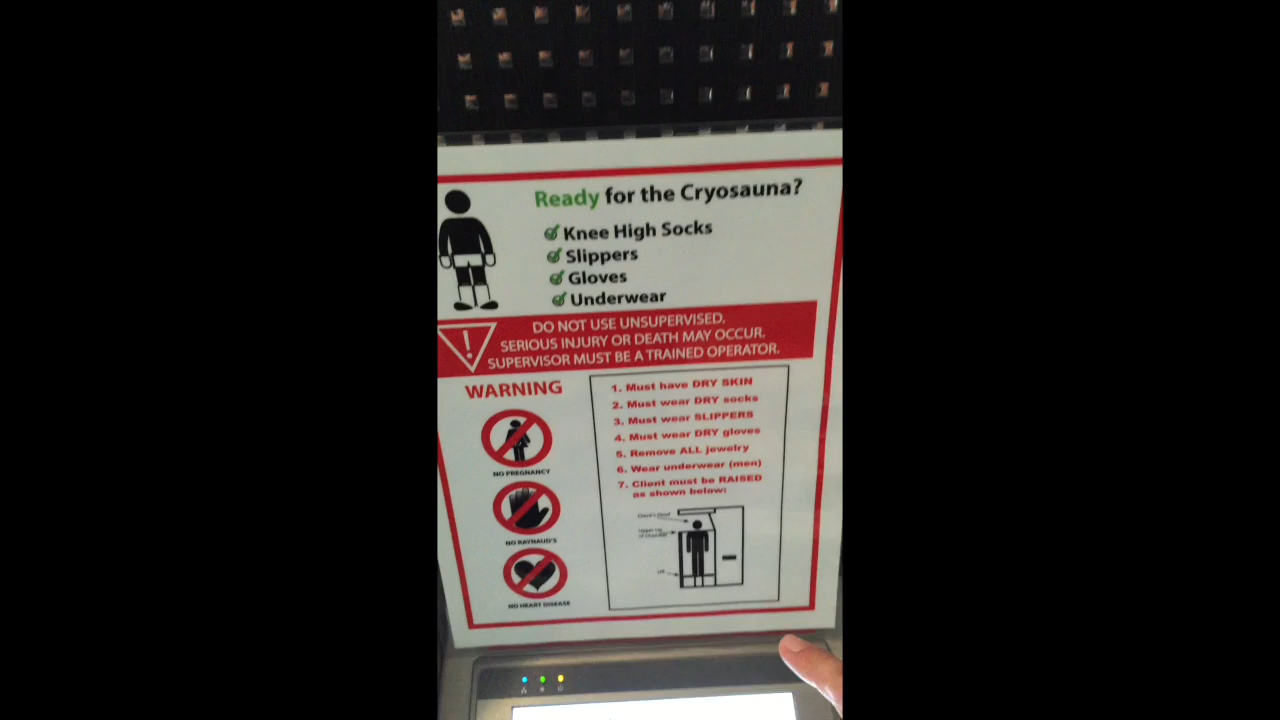 Ready for the Cryosauna?
Knee High Socks
Slippers
Gloves
Underwear
DO NOT USE UNSUPERVISED.
SERIOUS INJURY OR DEATH MAY OCCUR.
SUPERVISOR MUST BE A TRAINED OPERATOR.
WARNING
NO PREGNANCY
NO RAYNAUD'S
NO HEART DISEASE
1. Must have DRY SKIN
2. Must wear DRY socks
3. Must wear SLIPPERS
4. Must wear DRY gloves
5. Remove ALL jewelry
6. Wear underwear (men)
7. Client must be RAISED
as shown below:
Client's Head